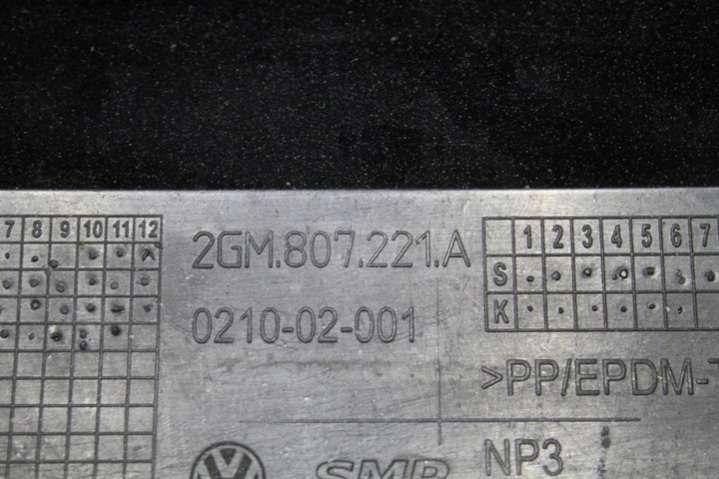 7 8 9 10 11 12
2GM.807.221.A
0210-02-001
1 2 3 4 5 6 7
S
K
>PP/EPDM-T
SMP
NP3